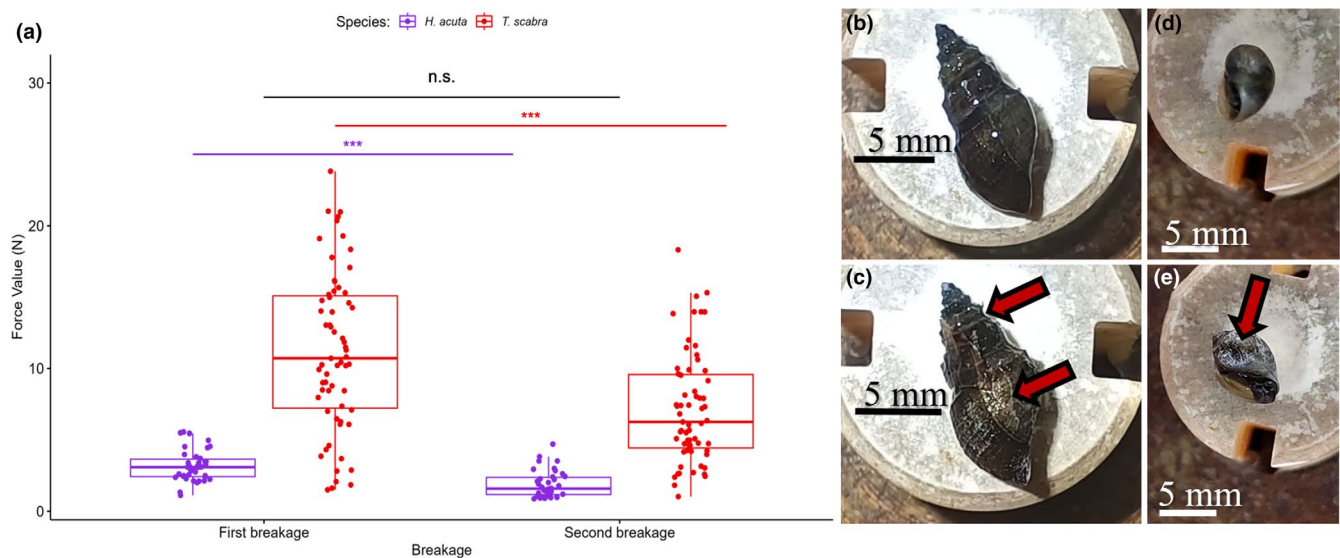 (a)
Species: H. acuta T. scabra
Force Value (N)
30
20
10
0
n.s.
***
***
First breakage
Second breakage
Breakage
(b)
5 mm
(c)
5 mm
(d)
5 mm
(e)
5 mm